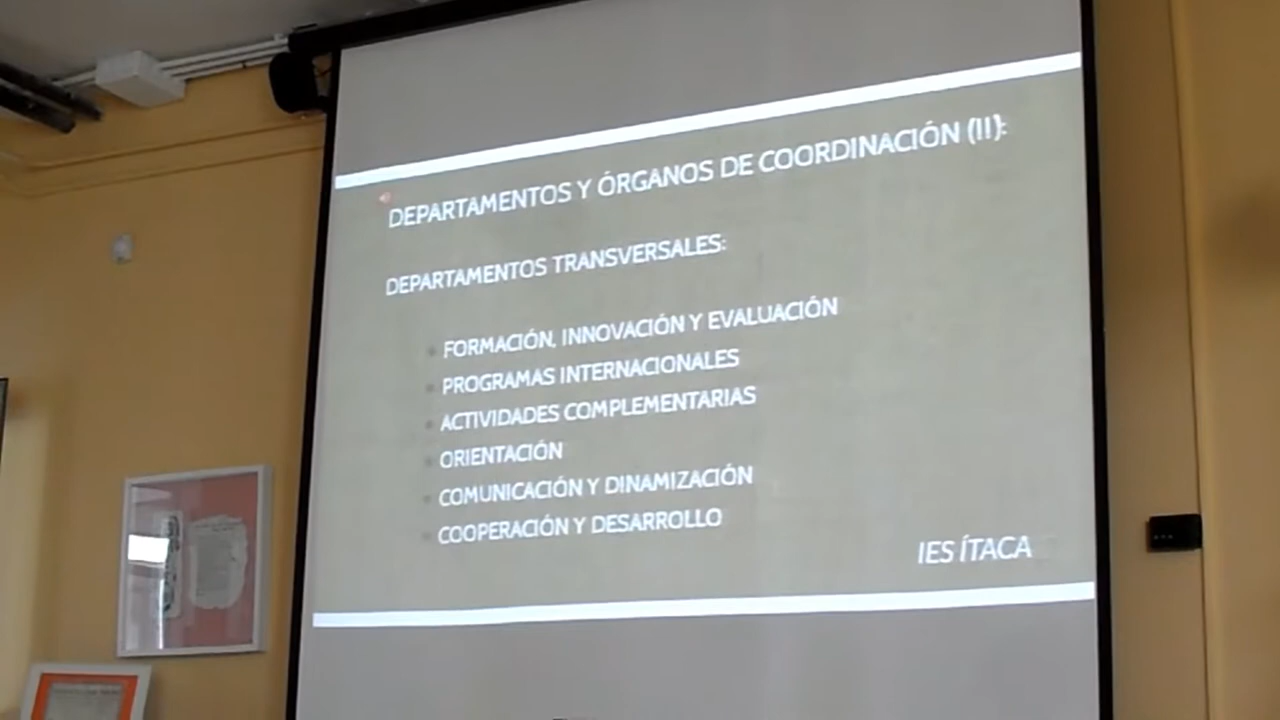 DEPARTAMENTOS Y ÓRGANOS DE COORDINACIÓN (II):
DEPARTAMENTOS TRANSVERSALES:
FORMACIÓN, INNOVACIÓN Y EVALUACIÓN
PROGRAMAS INTERNACIONALES
ACTIVIDADES COMPLEMENTARIAS
ORIENTACIÓN
COMUNICACIÓN Y DINAMIZACIÓN
COOPERACIÓN Y DESARROLLO
IES ÍTACA